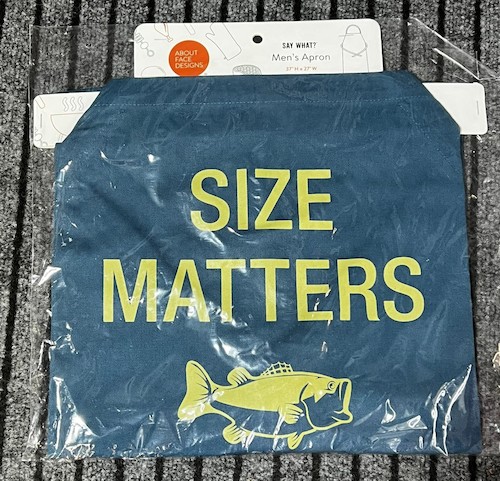 ABOUT
FACE
DESIGNS.
SAY WHAT?
Men's Apron
SIZE
MATTERS